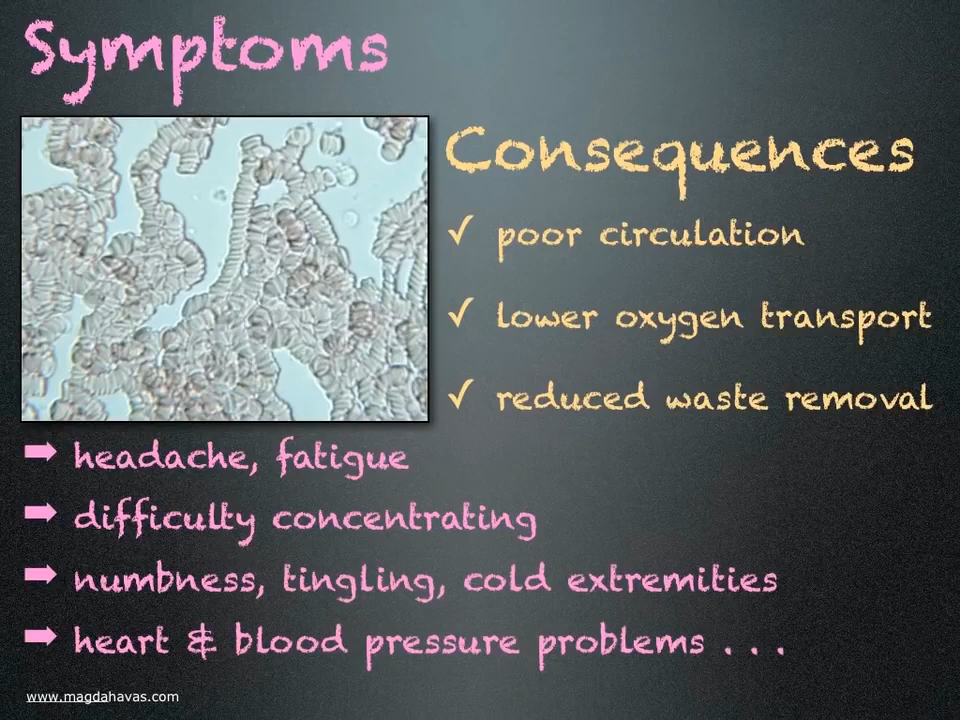 Symptoms
Consequences
✓ poor circulation
✓ lower oxygen transport
✓ reduced waste removal
➡ headache, fatigue
➡ difficulty concentrating
➡ numbness, tingling, cold extremities
➡ heart & blood pressure problems . . .
www.magdahavas.com